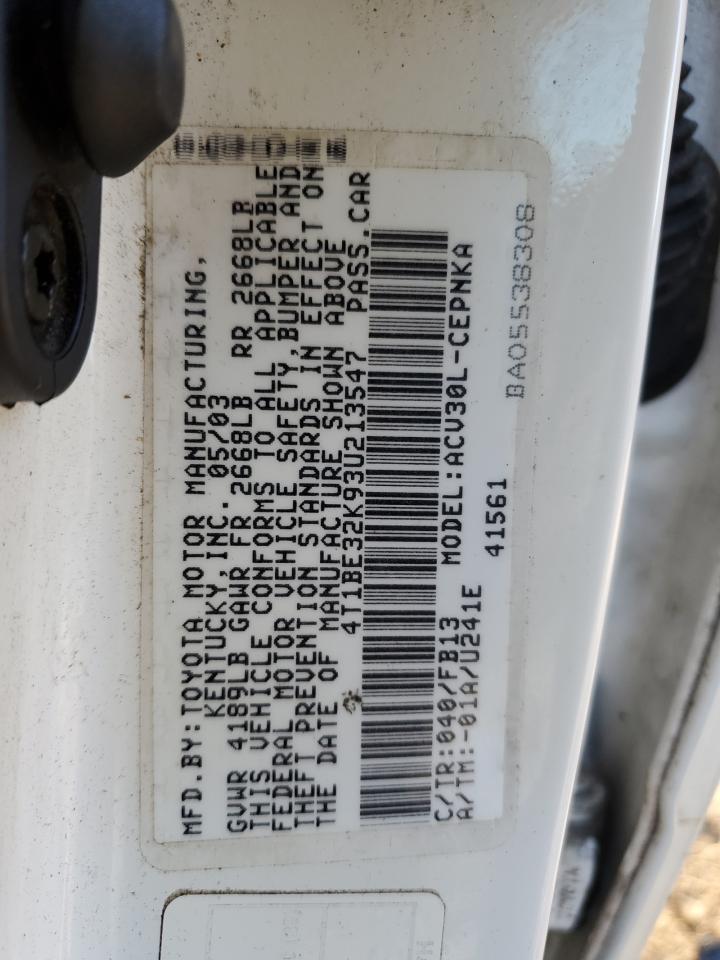 MFD.BY:TOYOTA MOTOR MANUFACTURING,
KENTUCKY, INC. 05/03
GVWR 4189LB GAWR FR 2668LB RR 2668LB
THIS VEHICLE CONFORMS TO ALL APPLICABLE
FEDERAL MOTOR VEHICLE SAFETY, BUMPER AND
THEFT PREVENTION STANDARDS IN EFFECT ON
THE DATE OF MANUFACTURE SHOWN ABOVE
4T1BE32K93U213547 PASS.CAR
C/TR:040/FB13 MODEL:ACV30L-CEPNKA
A/TM:-01A/U241E 41561
BA05538308